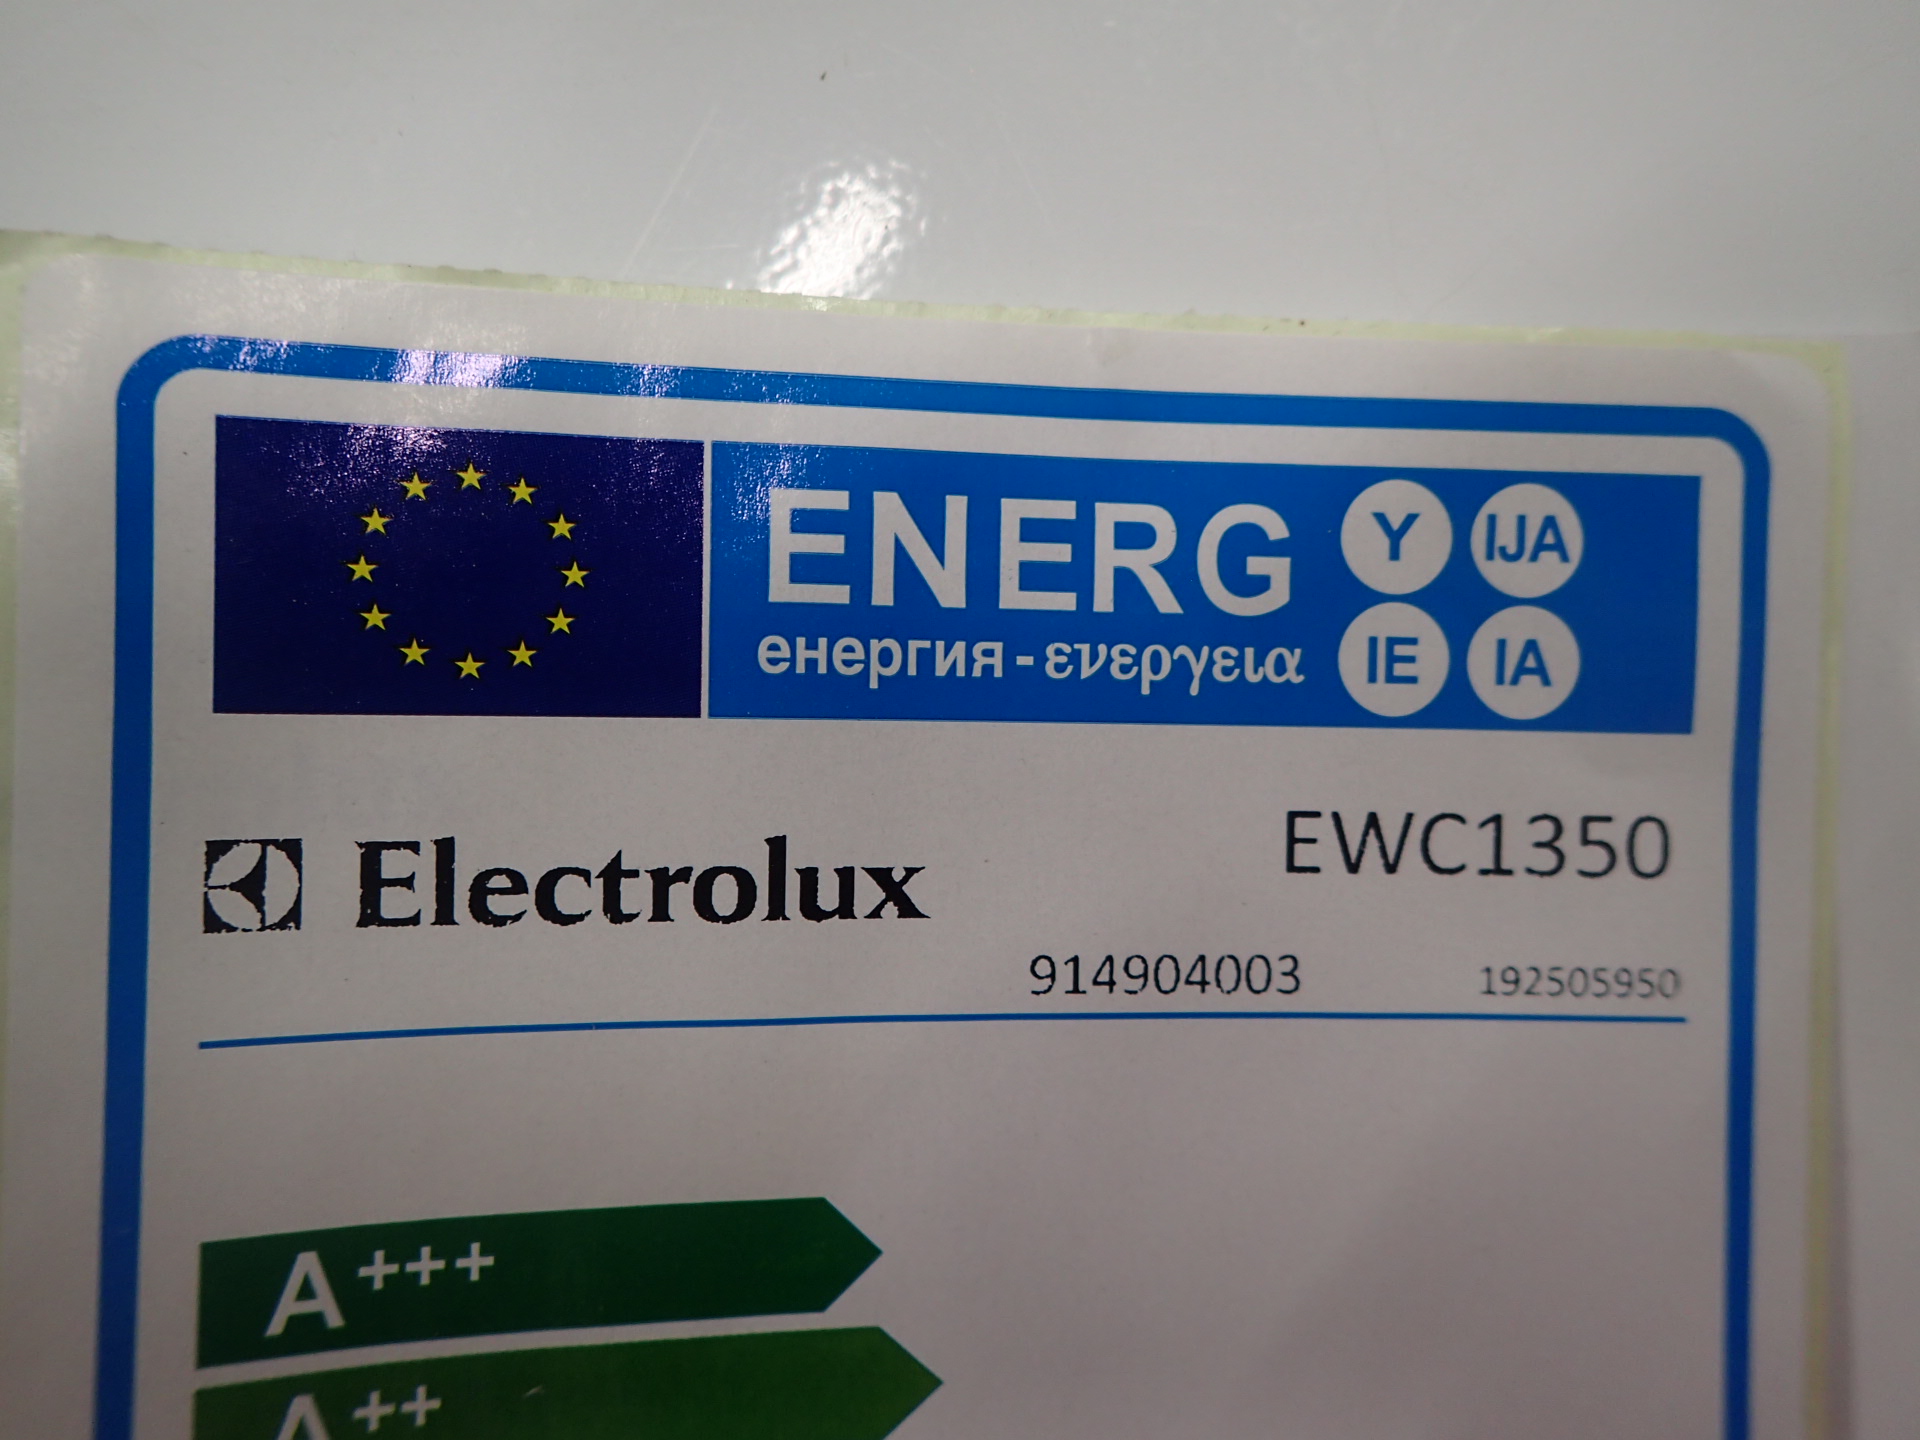 ENERG Y IJA
енергия - ενεργεια IE IA
Electrolux
EWC1350
914904003 192505950
A+++
A++